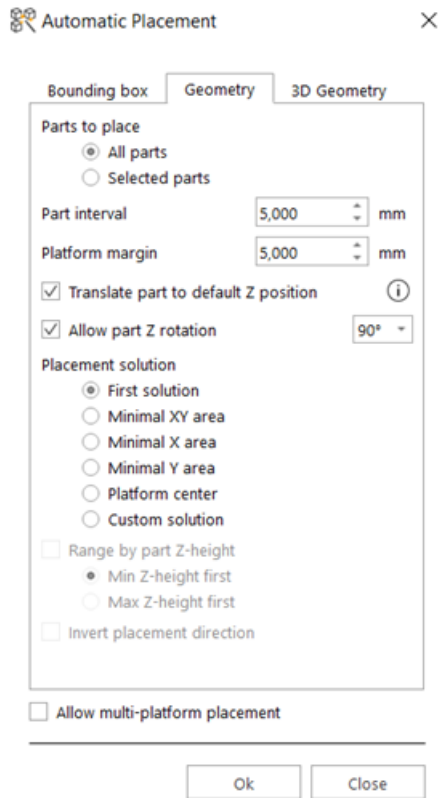 Automatic Placement
Bounding box Geometry 3D Geometry
Parts to place
All parts
Selected parts
Part interval 5,000 mm
Platform margin 5,000 mm
Translate part to default Z position
Allow part Z rotation 90°
Placement solution
First solution
Minimal XY area
Minimal X area
Minimal Y area
Platform center
Custom solution
Range by part Z-height
Min Z-height first
Max Z-height first
Invert placement direction
Allow multi-platform placement
Ok Close